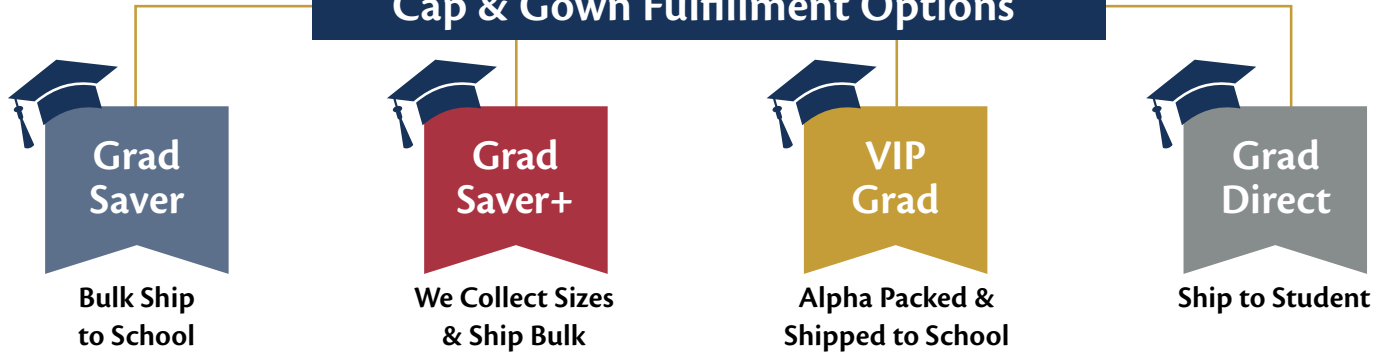 Cap & Gown Fulfillment Options
Grad
Saver
Bulk Ship
to School
Grad
Saver+
We Collect Sizes
& Ship Bulk
VIP
Grad
Alpha Packed &
Shipped to School
Grad
Direct
Ship to Student